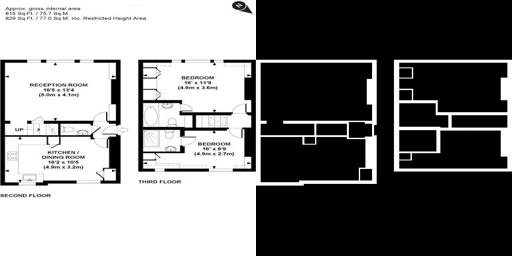 Approx. gross internal area
815 Sq.Ft. / 75.7 Sq.M.
829 Sq.Ft. / 77.0 Sq.M. Inc. Restricted Height Area
RECEPTION ROOM
16'5 x 13'4
(5.0m x 4.1m)
UP
KITCHEN /
DINING ROOM
16'2 x 10'5
(4.9m x 3.2m)
SECOND FLOOR
BEDROOM
16' x 11'9
(4.9m x 3.6m)
BEDROOM
16' x 8'9
(4.9m x 2.7m)
THIRD FLOOR